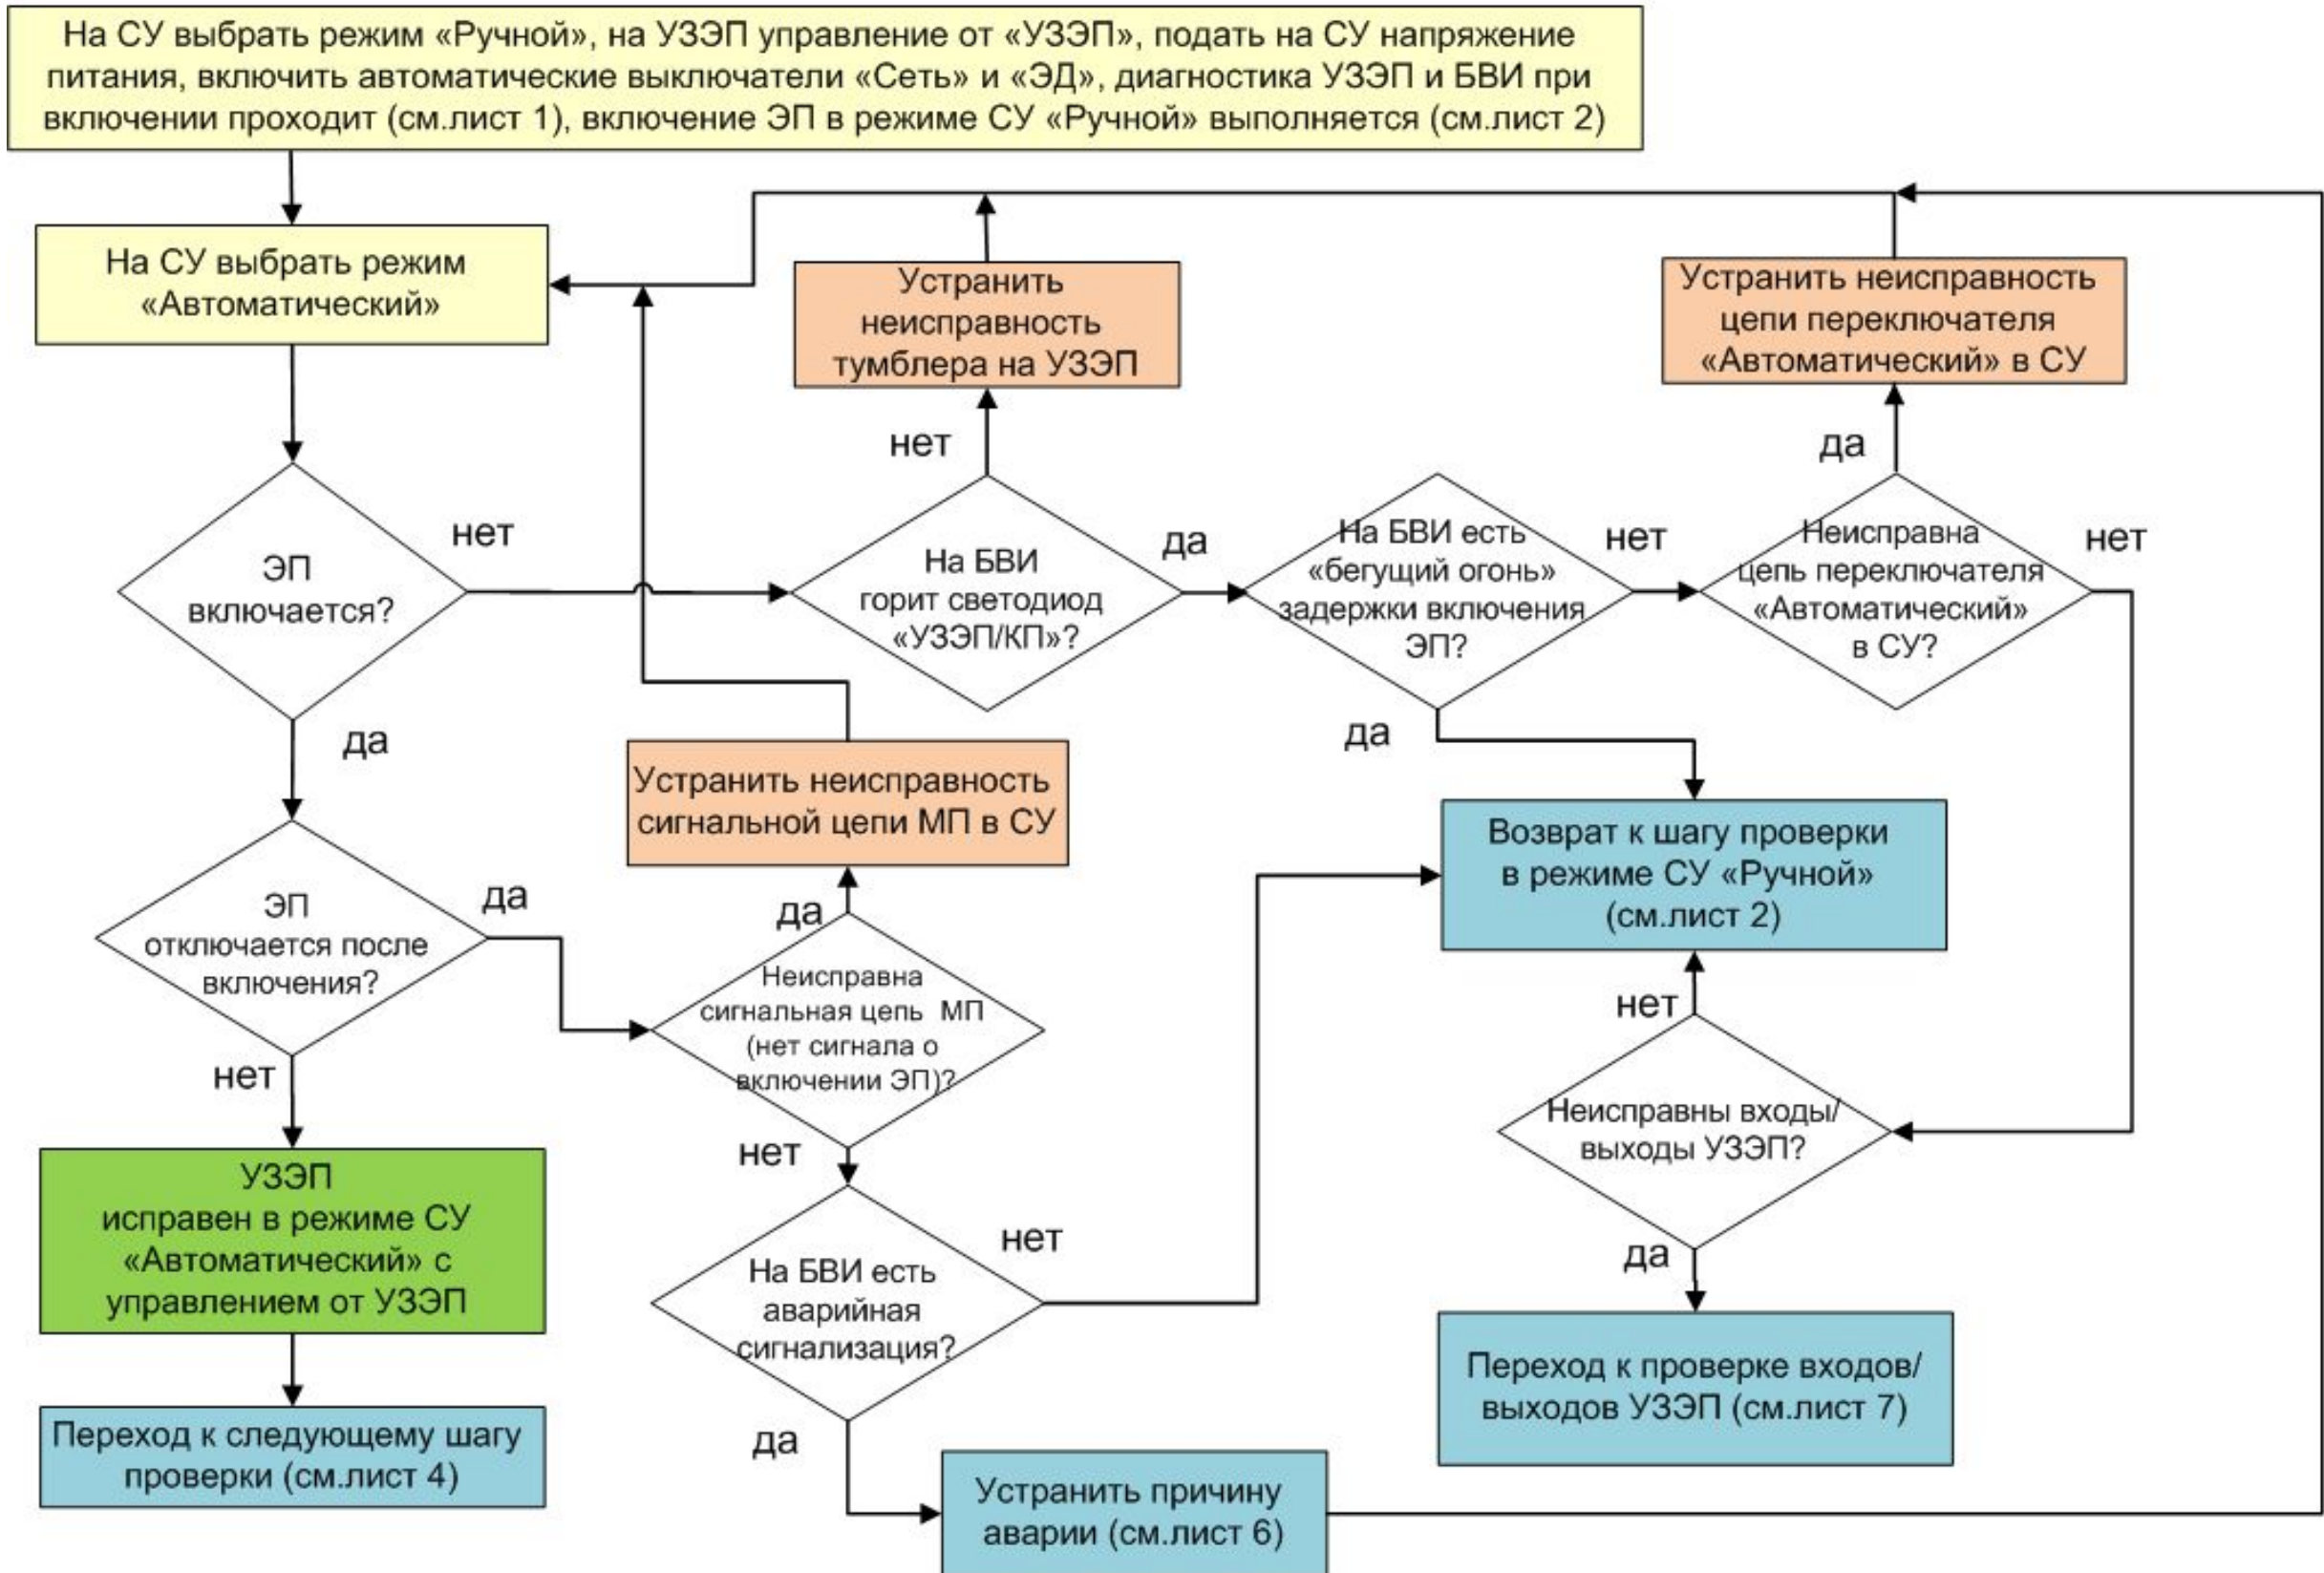 На СУ выбрать режим «Ручной», на УЗЭП управление от «УЗЭП», подать на СУ напряжение
питания, включить автоматические выключатели «Сеть» и «ЭД», диагностика УЗЭП и БВИ при
включении проходит (см.лист 1), включение ЭП в режиме СУ «Ручной» выполняется (см.лист 2)
На СУ выбрать режим
«Автоматический»
Устранить
неисправность
тумблера на УЗЭП
Устранить неисправность
цепи переключателя
«Автоматический» в СУ
нет
да
ЭП
включается?
нет
На БВИ
горит светодиод
«УЗЭП/КП»?
да
На БВИ есть
«бегущий огонь»
задержки включения
ЭП?
нет
Неисправна
цепь переключателя
«Автоматический»
в СУ?
нет
да
да
Устранить неисправность
сигнальной цепи МП в СУ
Возврат к шагу проверки
в режиме СУ «Ручной»
(см.лист 2)
ЭП
отключается после
включения?
да
да
Неисправна
сигнальная цепь МП
(нет сигнала о
включении ЭП)?
нет
нет
нет
Неисправны входы/
выходы УЗЭП?
УЗЭП
исправен в режиме СУ
«Автоматический» с
управлением от УЗЭП
На БВИ есть
аварийная
сигнализация?
нет
да
Переход к проверке входов/
выходов УЗЭП (см.лист 7)
Переход к следующему шагу
проверки (см.лист 4)
да
Устранить причину
аварии (см.лист 6)